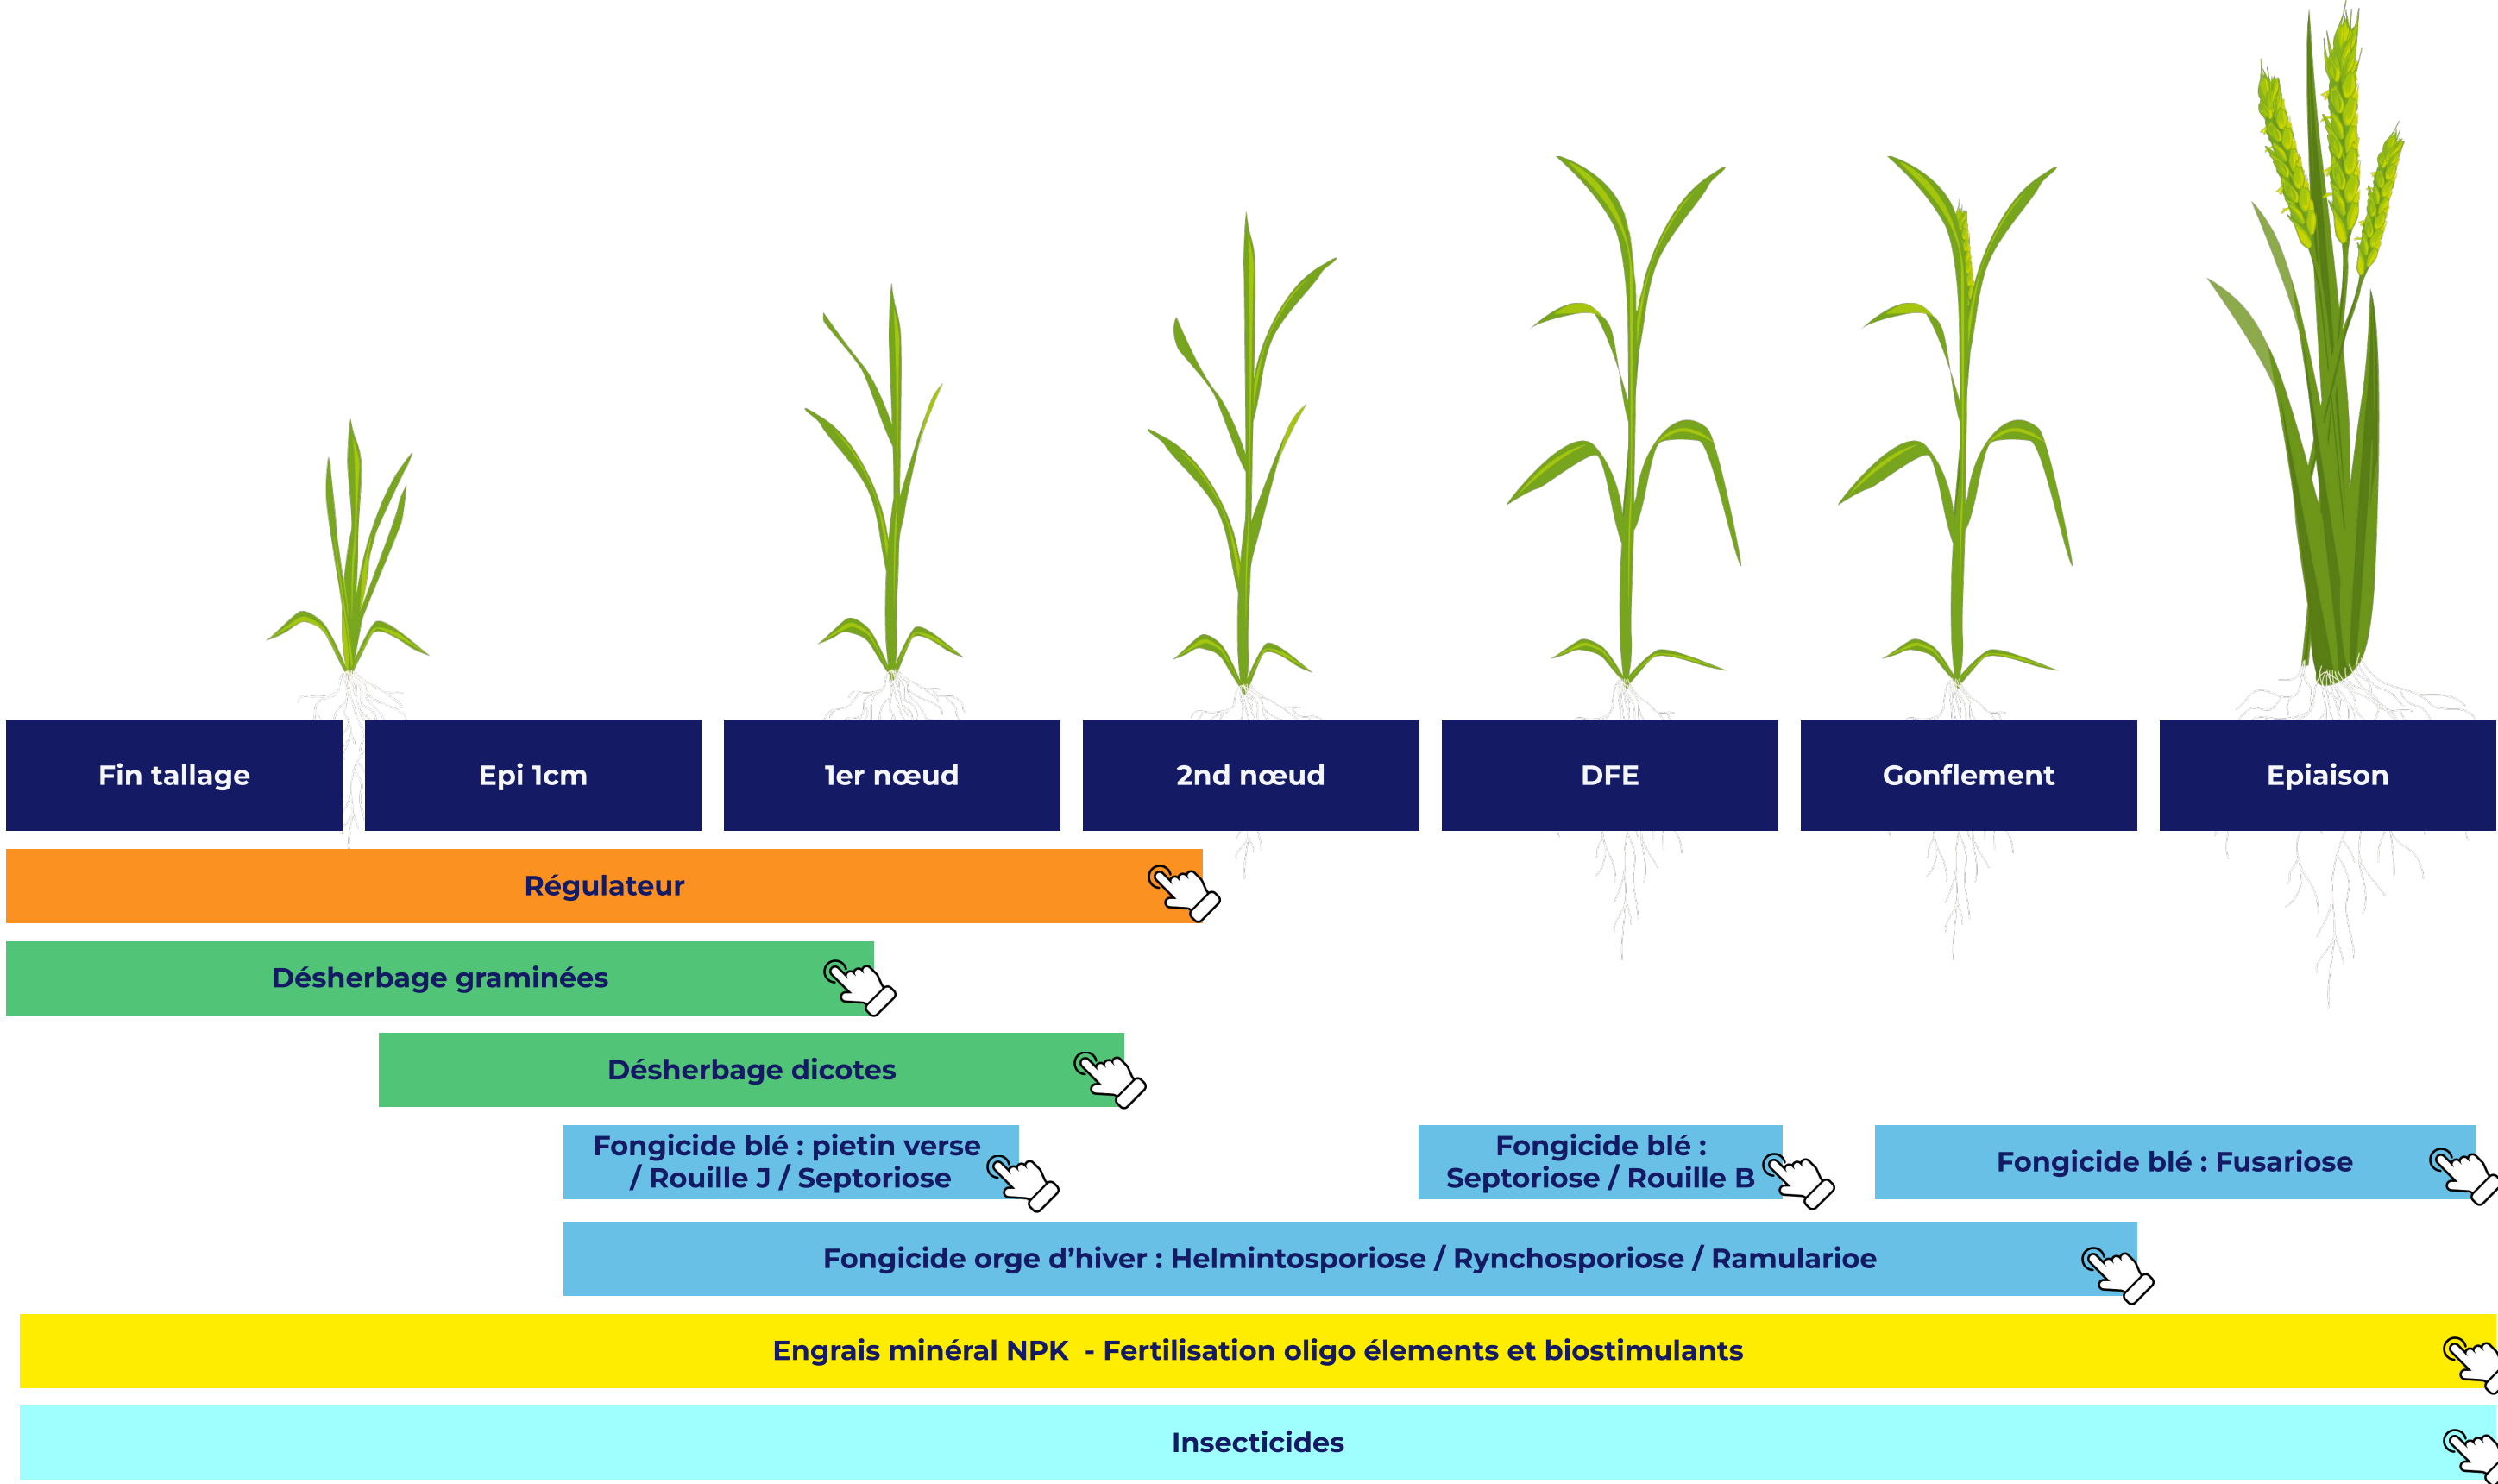 Fin tallage
Epi 1cm
1er nœud
2nd nœud
DFE
Gonflement
Epiaison
Régulateur
Désherbage graminées
Désherbage dicotes
Fongicide blé : pietin verse
/ Rouille J / Septoriose
Fongicide blé :
Septoriose / Rouille B
Fongicide blé : Fusariose
Fongicide orge d’hiver : Helmintosporiose / Rynchosporiose / Ramularioe
Engrais minéral NPK - Fertilisation oligo élements et biostimulants
Insecticides